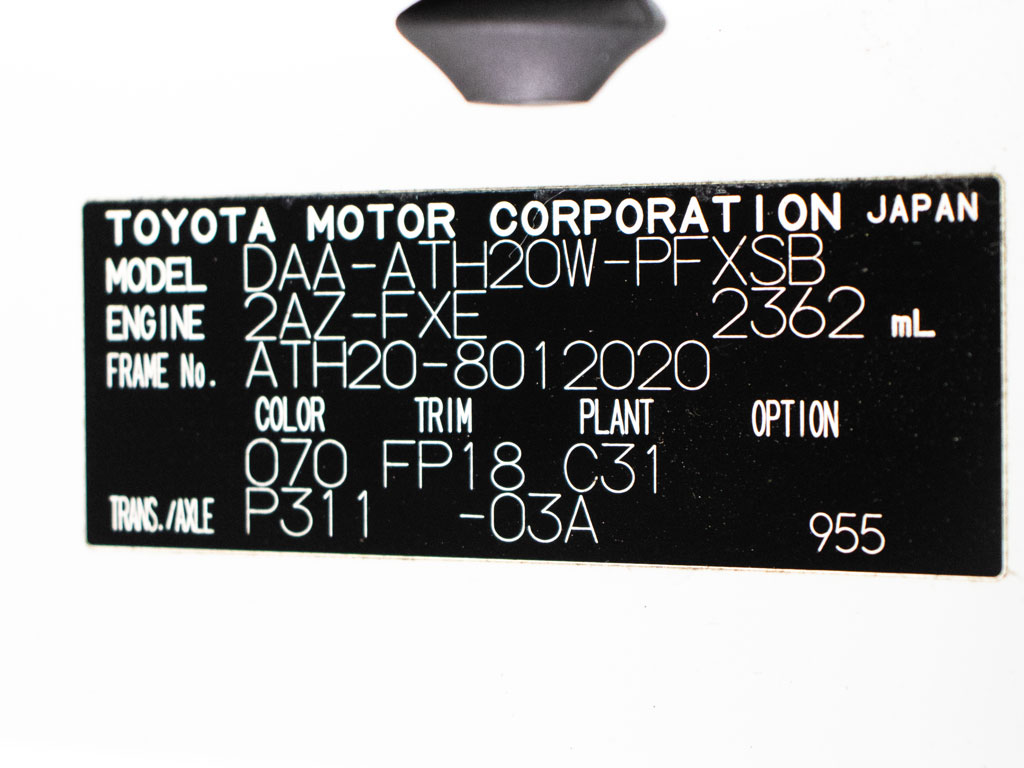 TOYOTA MOTOR CORPORATION JAPAN
MODEL DAA-ATH20W-PFXSB
ENGINE 2AZ-FXE 2362 mL
FRAME No. ATH20-8012020
COLOR TRIM PLANT OPTION
070 FP18 C31
TRANS./AXLE P311 -03A 955